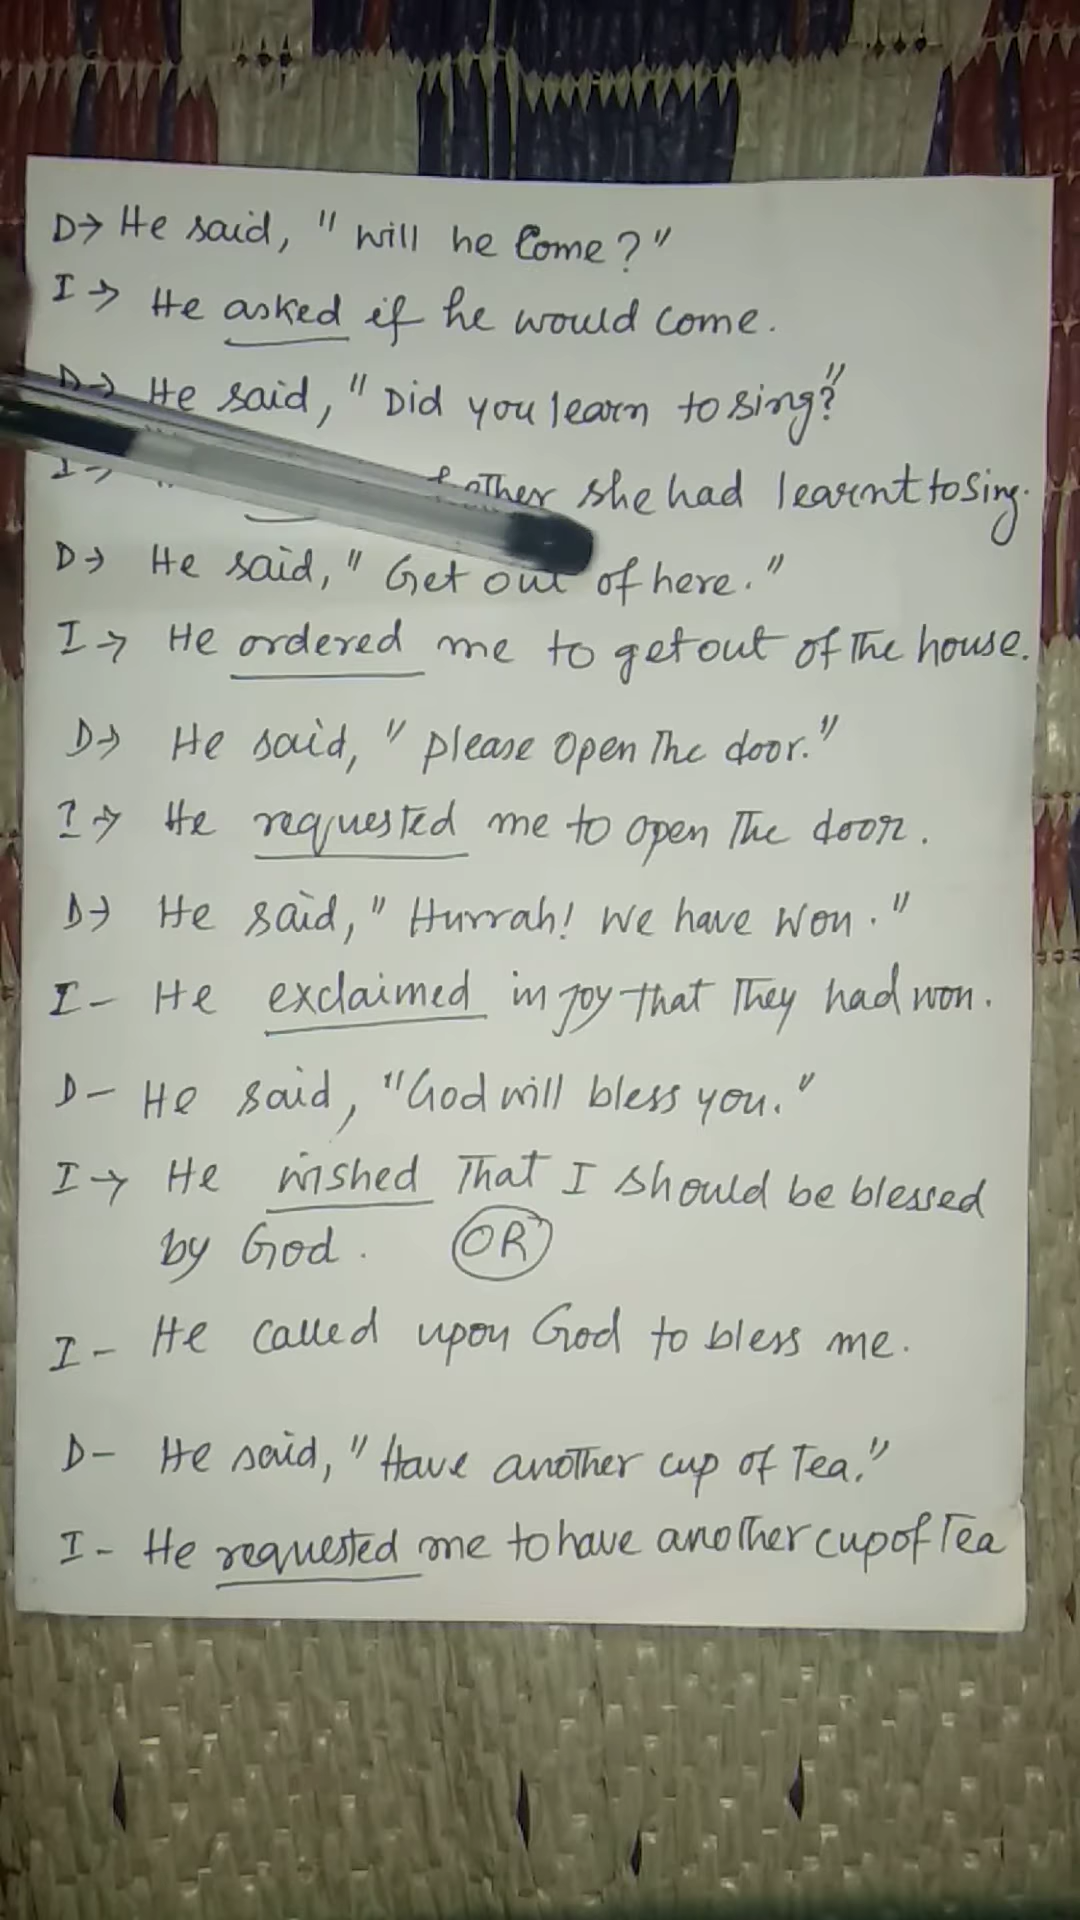 D→ He said, "Will he Come?"
I → He asked if he would come.
D→ He said, "Did you learn to sing?"
I→ she had learnt to sing.
D→ He said, "Get out of here."
I → He ordered me to get out of The house.
D→ He said, "please open The door."
I → He requested me to open The door.
D→ He said, "Hurrah! We have Won."
I - He exclaimed in joy that They had won.
D- He said, "God will bless you."
I → He wished That I should be blessed
by God. OR
I - He called upon God to bless me.
D- He said, "Have another cup of Tea."
I - He requested me to have another cup of Tea